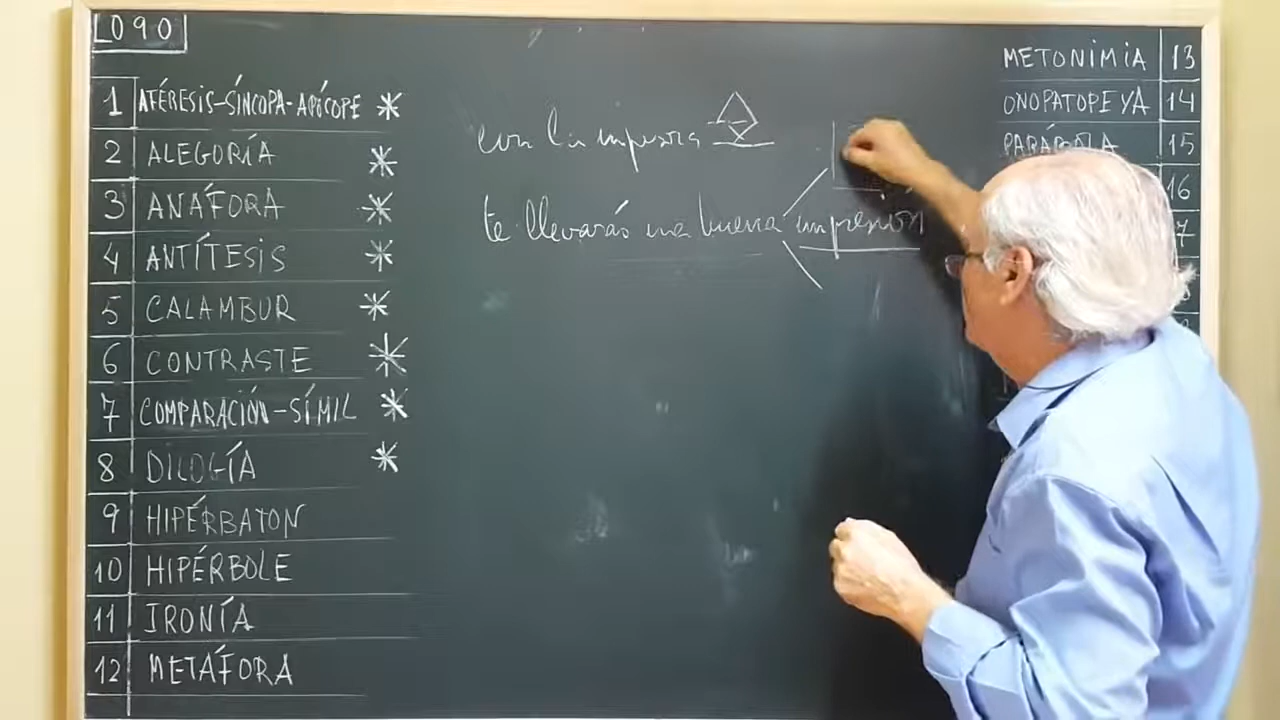 L090
1 AFÉRESIS-SÍNCOPA-APÓCOPE *
2 ALEGORÍA *
3 ANÁFORA *
4 ANTÍTESIS *
5 CALAMBUR *
6 CONTRASTE *
7 COMPARACIÓN-SÍMIL *
8 DILOGÍA *
9 HIPÉRBATON
10 HIPÉRBOLE
11 IRONÍA
12 METÁFORA
con la impresora
te llevarás una buena impresión
METONIMIA 13
ONOPATOPEYA 14
PARÁBOLA 15
16